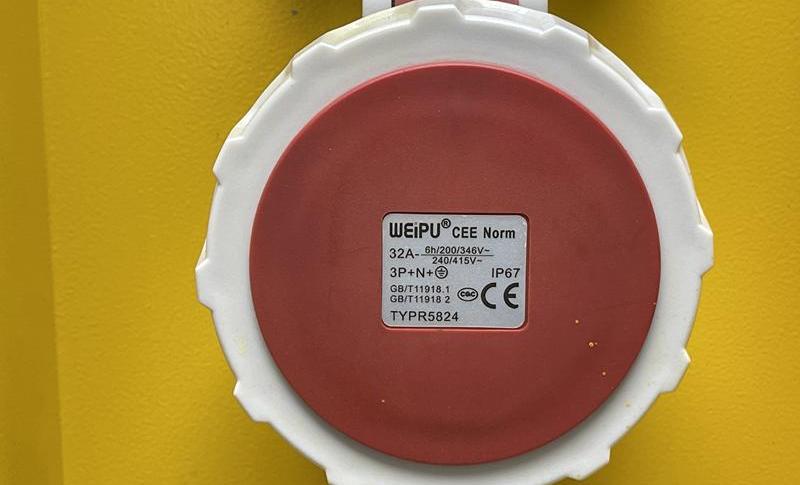 WEiPU® CEE Norm
32A- 6h/200/346V~
240/415V~
3P+N+⏚ IP67
GB/T11918.1
GB/T11918 2
CQC CE
TYPR5824